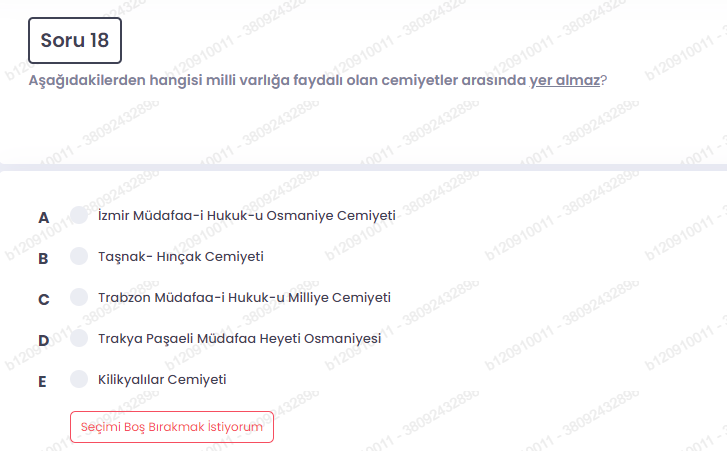 Soru 18
Aşağıdakilerden hangisi milli varlığa faydalı olan cemiyetler arasında yer almaz?
A İzmir Müdafaa-i Hukuk-u Osmaniye Cemiyeti
B Taşnak- Hınçak Cemiyeti
C Trabzon Müdafaa-i Hukuk-u Milliye Cemiyeti
D Trakya Paşaeli Müdafaa Heyeti Osmaniyesi
E Kilikyalılar Cemiyeti
Seçimi Boş Bırakmak İstiyorum
b120910011 - 38092432896